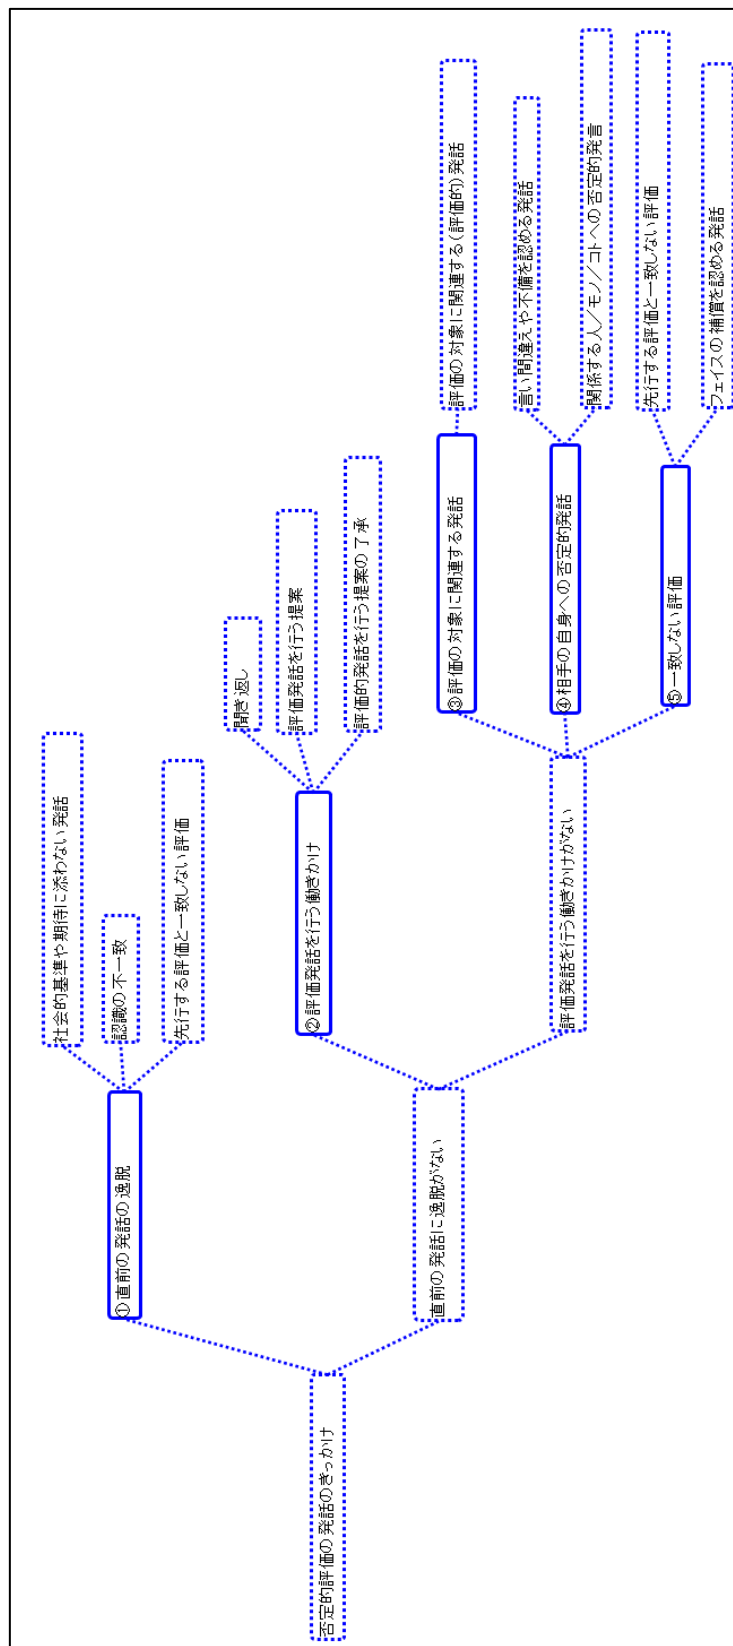 否定的評価の発話のきっかけ
①直前の発話の逸脱
社会的基準や期待に添わない発話
認識の不一致
先行する評価と一致しない評価
直前の発話に逸脱がない
②評価発話を行う働きかけ
聞き返し
評価発話を行う提案
評価的発話を行う提案の了承
評価発話を行う働きかけがない
③評価の対象に関連する発話
評価の対象に関連する（評価的）発話
④相手の自身への否定的発話
言い間違えや不備を認める発話
関係する人／モノ／コトへの否定的発言
⑤一致しない評価
先行する評価と一致しない評価
フェイスの補償を認める発話